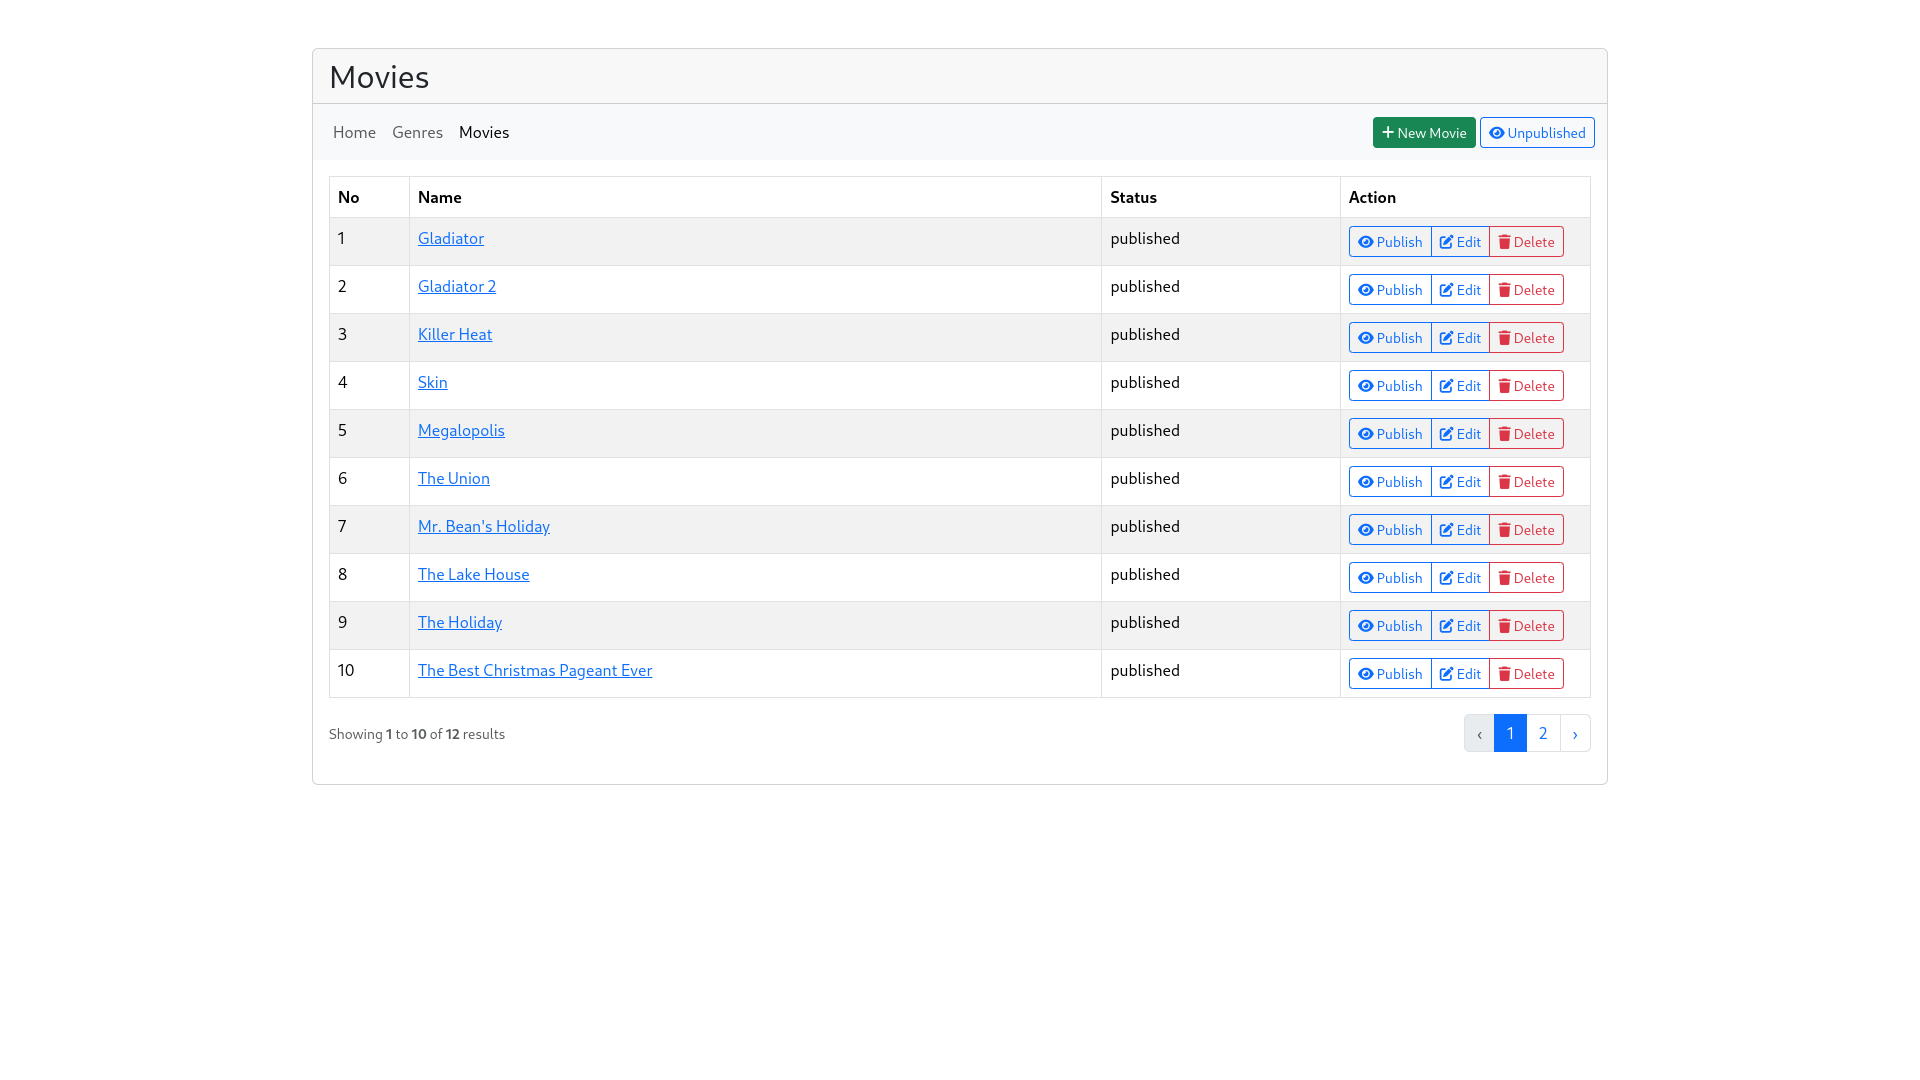 Movies
Home Genres Movies New Movie Unpublished
No Name Status Action
1 Gladiator published Publish Edit Delete
2 Gladiator 2 published Publish Edit Delete
3 Killer Heat published Publish Edit Delete
4 Skin published Publish Edit Delete
5 Megalopolis published Publish Edit Delete
6 The Union published Publish Edit Delete
7 Mr. Bean's Holiday published Publish Edit Delete
8 The Lake House published Publish Edit Delete
9 The Holiday published Publish Edit Delete
10 The Best Christmas Pageant Ever published Publish Edit Delete
Showing 1 to 10 of 12 results ‹ 1 2 ›